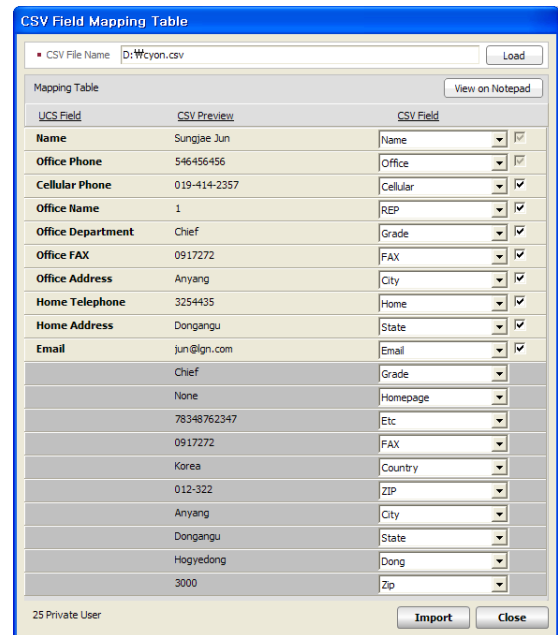 CSV Field Mapping Table
CSV File Name D:₩cyon.csv Load
Mapping Table View on Notepad
UCS Field CSV Preview CSV Field
Name Sungjae Jun Name
Office Phone 546456456 Office
Cellular Phone 019-414-2357 Cellular
Office Name 1 REP
Office Department Chief Grade
Office FAX 0917272 FAX
Office Address Anyang City
Home Telephone 3254435 Home
Home Address Dongangu State
Email jun@lgn.com Email
Chief Grade
None Homepage
78348762347 Etc
0917272 FAX
Korea Country
012-322 ZIP
Anyang City
Dongangu State
Hogyedong Dong
3000 Zip
25 Private User Import Close